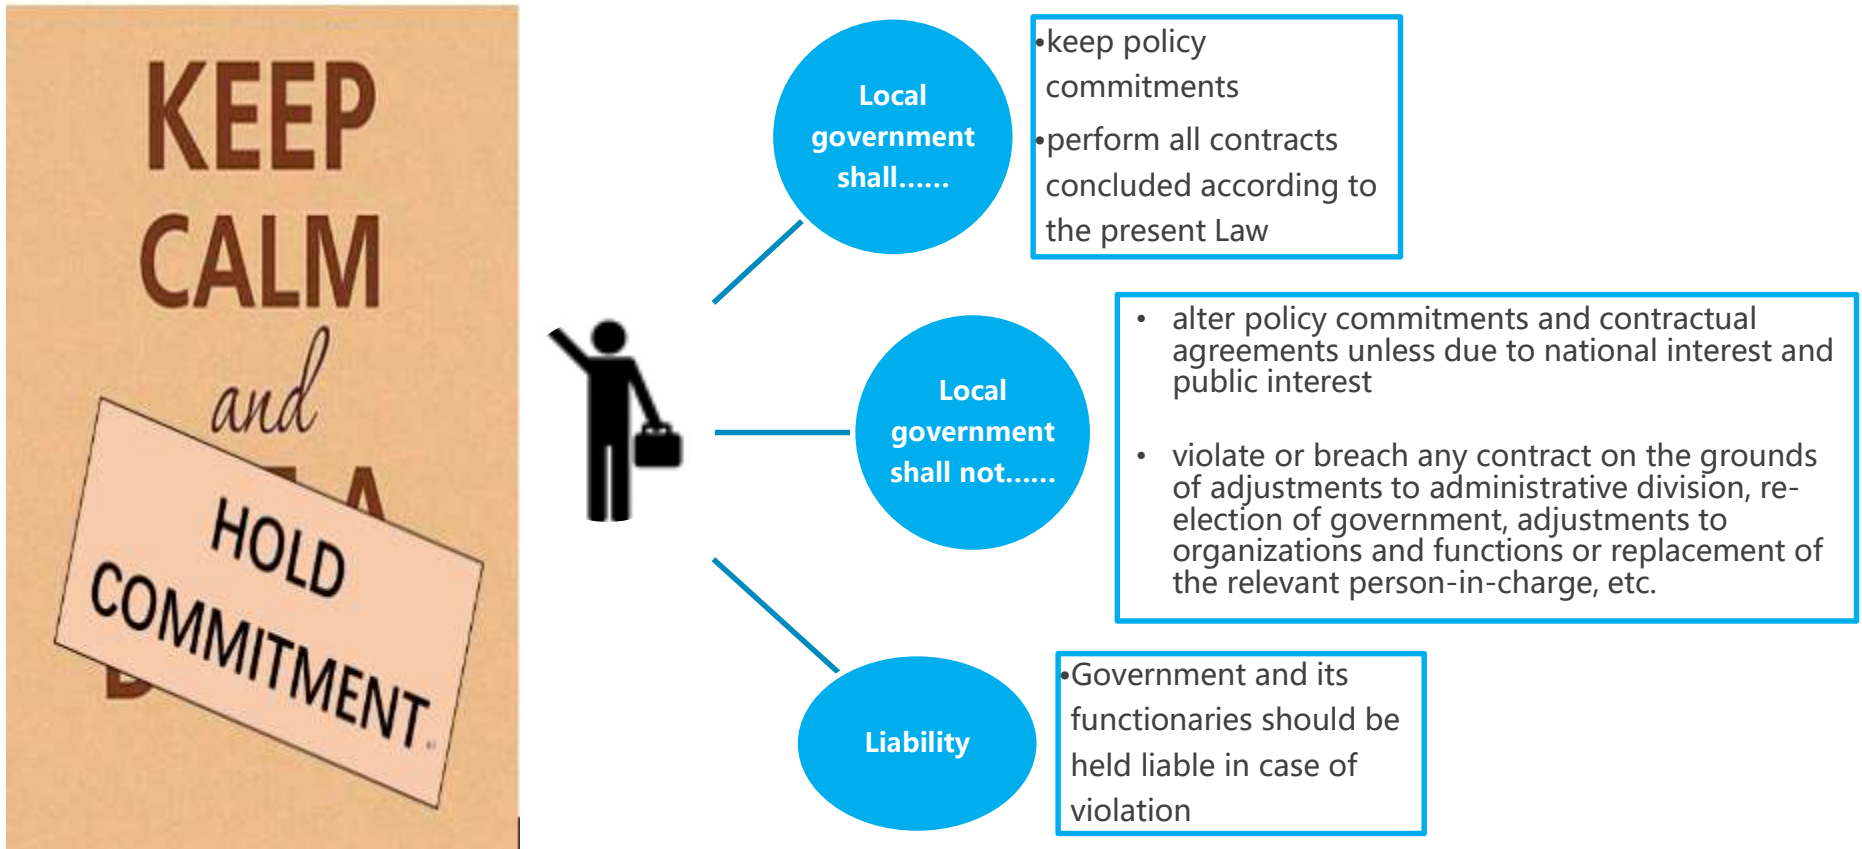 KEEP
CALM
and
HOLD
COMMITMENT
Local
government
shall......
•keep policy
commitments
•perform all contracts
concluded according to
the present Law
Local
government
shall not......
• alter policy commitments and contractual
agreements unless due to national interest and
public interest
• violate or breach any contract on the grounds
of adjustments to administrative division, re-
election of government, adjustments to
organizations and functions or replacement of
the relevant person-in-charge, etc.
Liability
•Government and its
functionaries should be
held liable in case of
violation